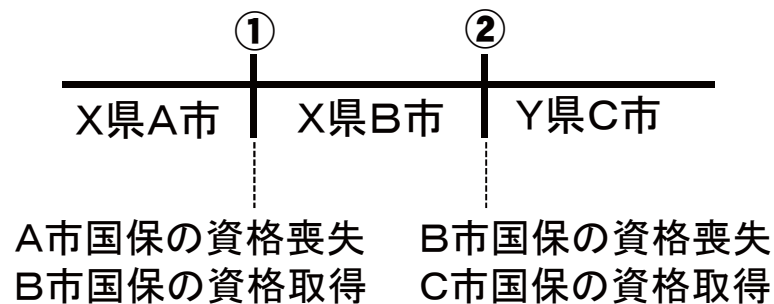 ① ②
X県A市 X県B市 Y県C市
A市国保の資格喪失 B市国保の資格喪失
B市国保の資格取得 C市国保の資格取得